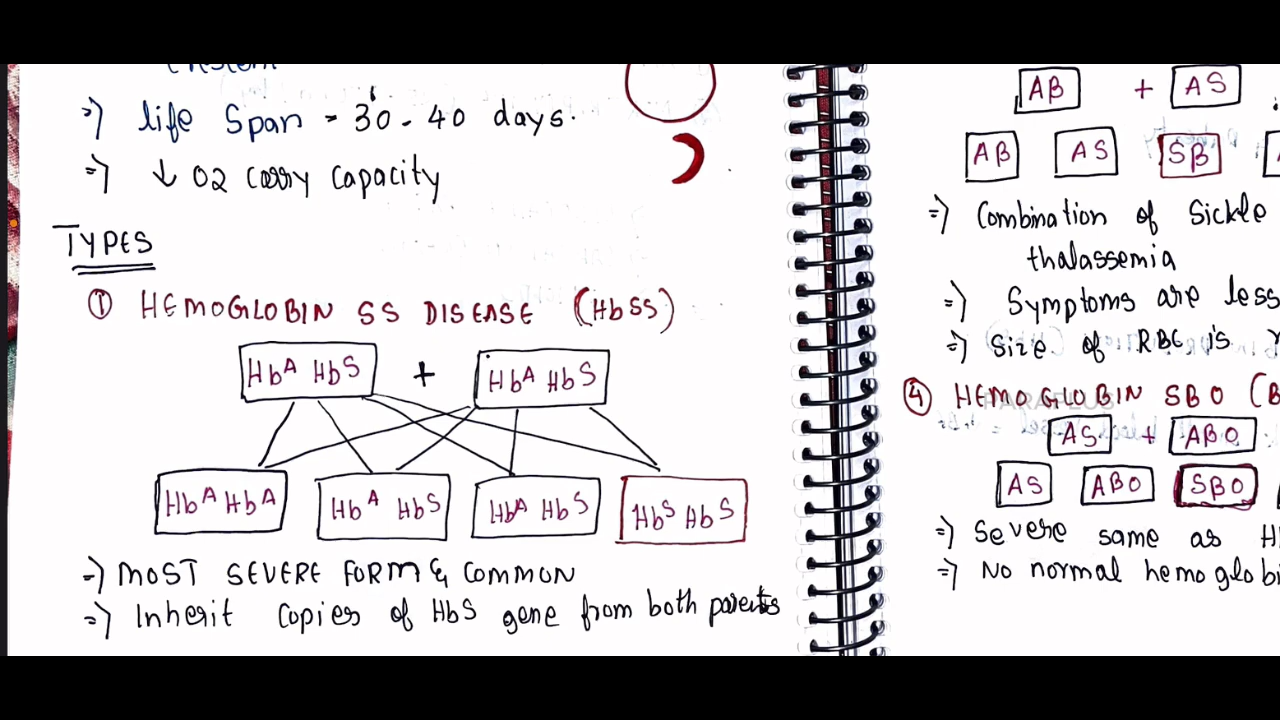 =) life Span = 30 - 40 days.
=) ↓ O2 carry capacity
TYPES
① HEMOGLOBIN SS DISEASE (HbSS)
HbA HbS + HbA HbS
HbA HbA HbA HbS HbA HbS HbS HbS
=) MOST SEVERE FORM & COMMON
=) Inherit copies of HbS gene from both parents
AB + AS
AB AS SB
=) Combination of Sickle
thalassemia
=) Symptoms are less
=) Size of RBC is
④ HEMOGLOBIN SBO (B
AS + ABO
AS ABO SBO
=) Severe same as
=) No normal hemoglobi